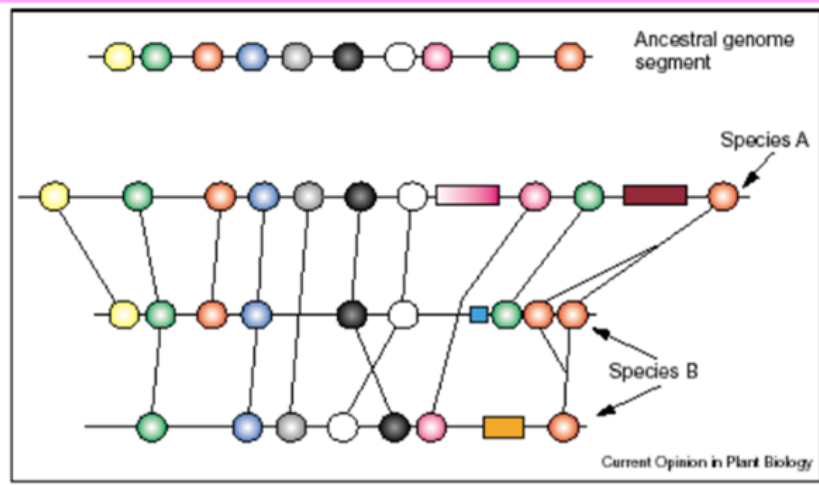 Ancestral genome
segment
Species A
Species B
Current Opinion in Plant Biology